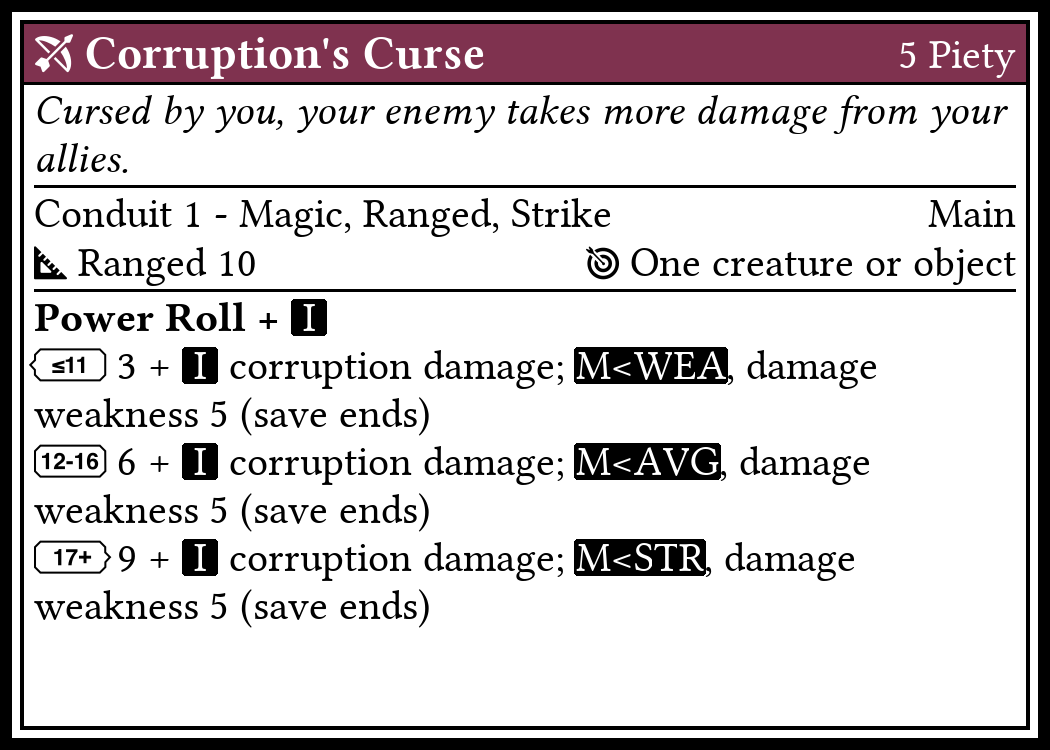 Corruption's Curse 5 Piety
Cursed by you, your enemy takes more damage from your
allies.
Conduit 1 - Magic, Ranged, Strike Main
Ranged 10 One creature or object
Power Roll + I
≤11 3 + I corruption damage; M<WEA, damage
weakness 5 (save ends)
12-16 6 + I corruption damage; M<AVG, damage
weakness 5 (save ends)
17+ 9 + I corruption damage; M<STR, damage
weakness 5 (save ends)